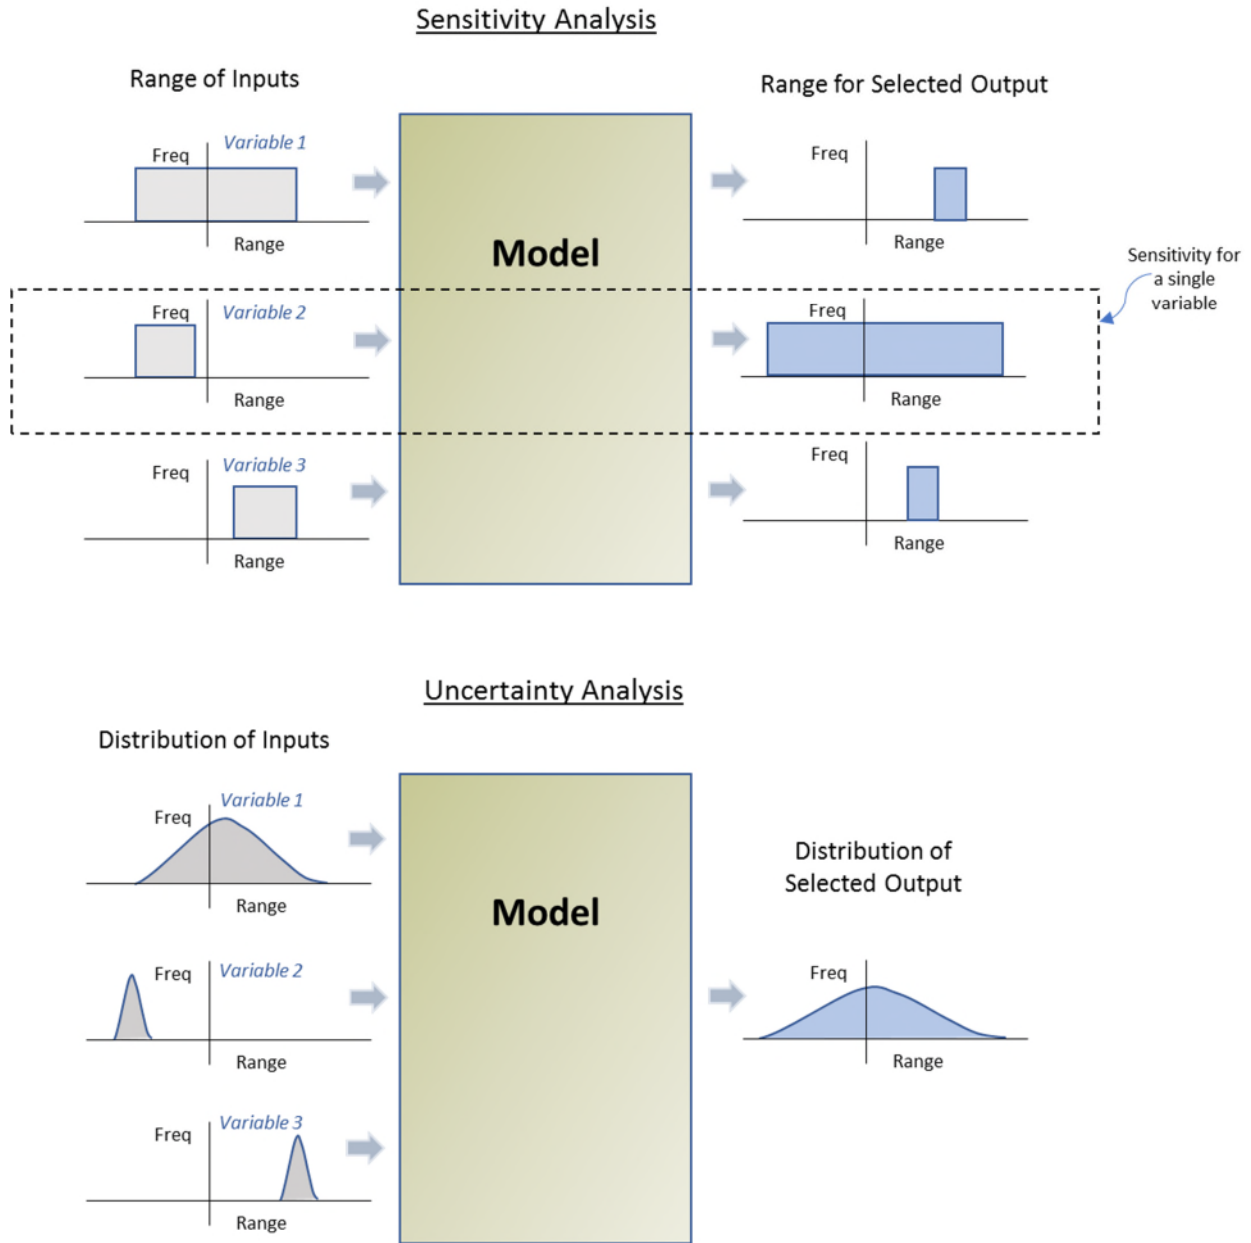 Sensitivity Analysis
Range of Inputs
Range for Selected Output
Variable 1
Freq
Range
Model
Freq
Range
Sensitivity for
a single
variable
Variable 2
Freq
Range
Freq
Range
Variable 3
Freq
Range
Freq
Range
Uncertainty Analysis
Distribution of Inputs
Variable 1
Freq
Range
Model
Distribution of
Selected Output
Variable 2
Freq
Range
Freq
Range
Variable 3
Freq
Range